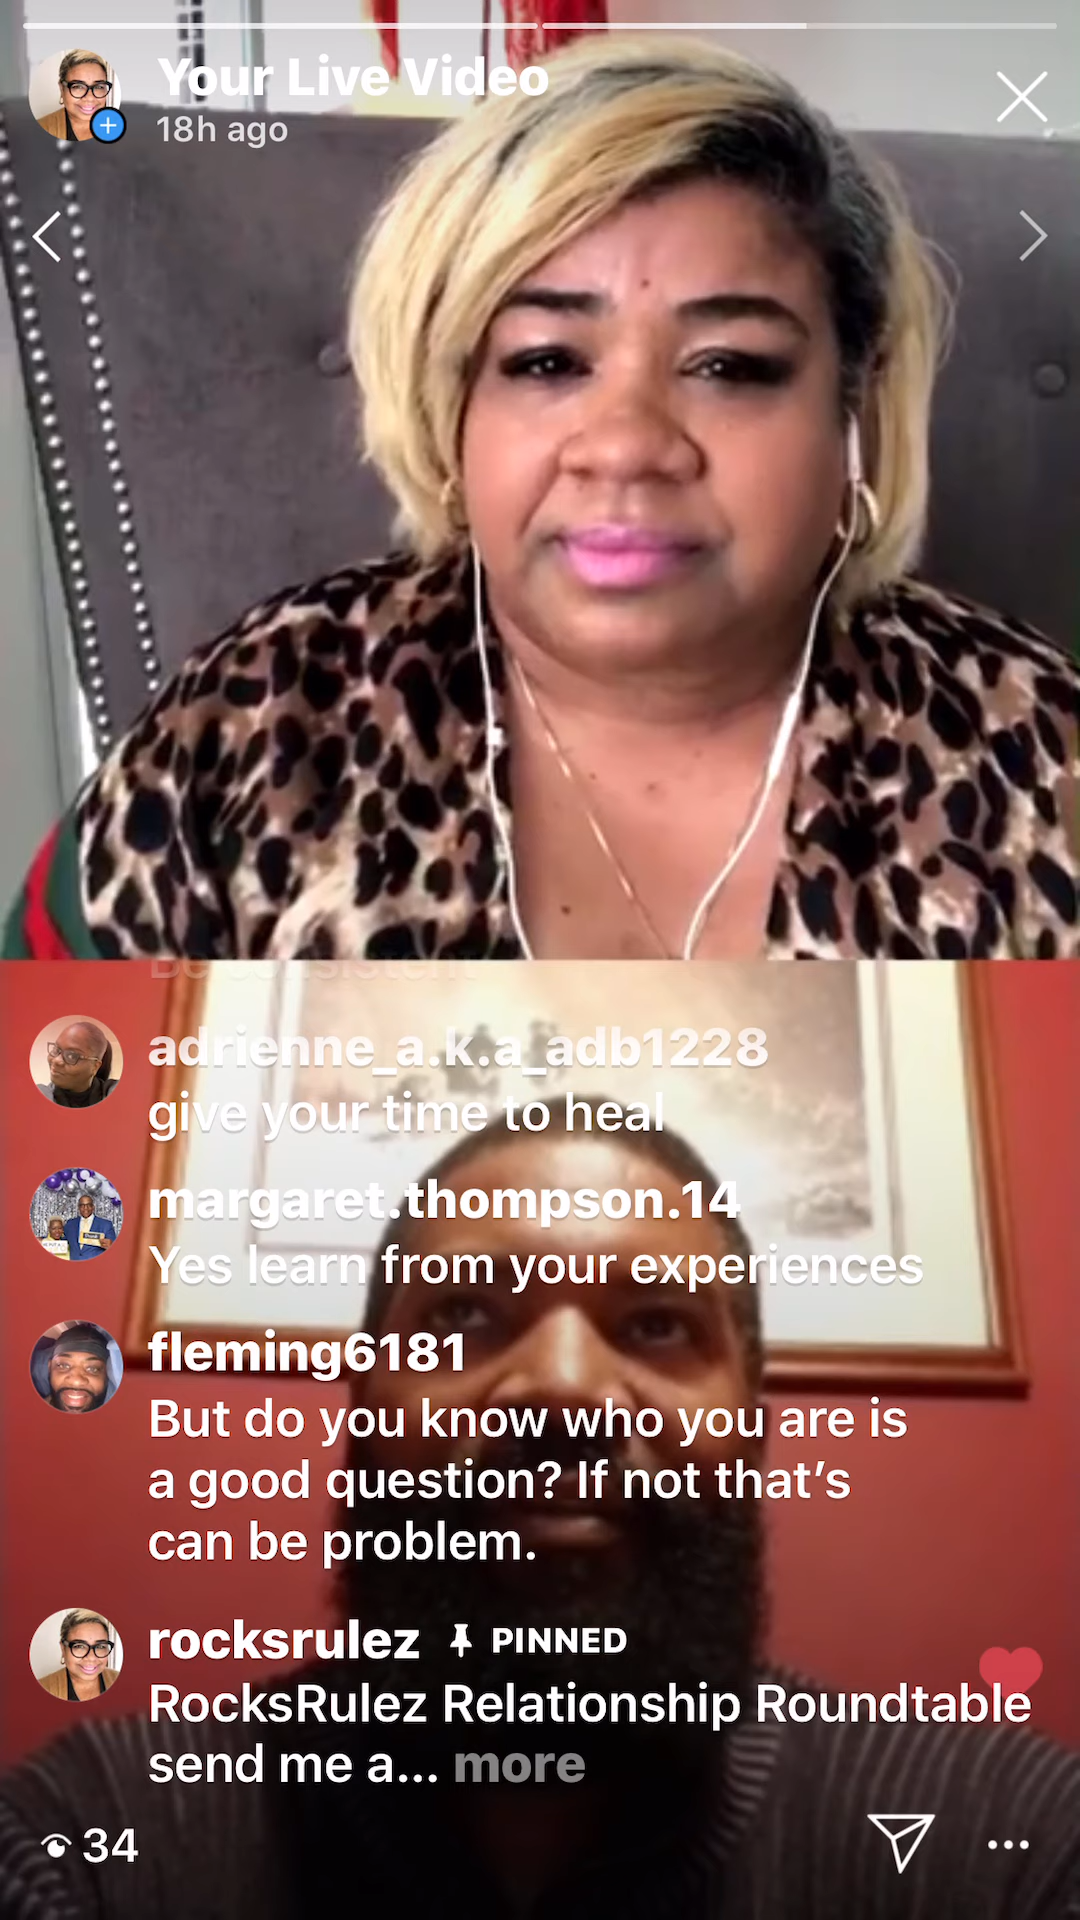 Your Live Video
18h ago
Be consistent
adrienne_a.k.a_adb1228
give your time to heal
margaret.thompson.14
Yes learn from your experiences
fleming6181
But do you know who you are is
a good question? If not that’s
can be problem.
rocksrulez PINNED
RocksRulez Relationship Roundtable
send me a... more
34